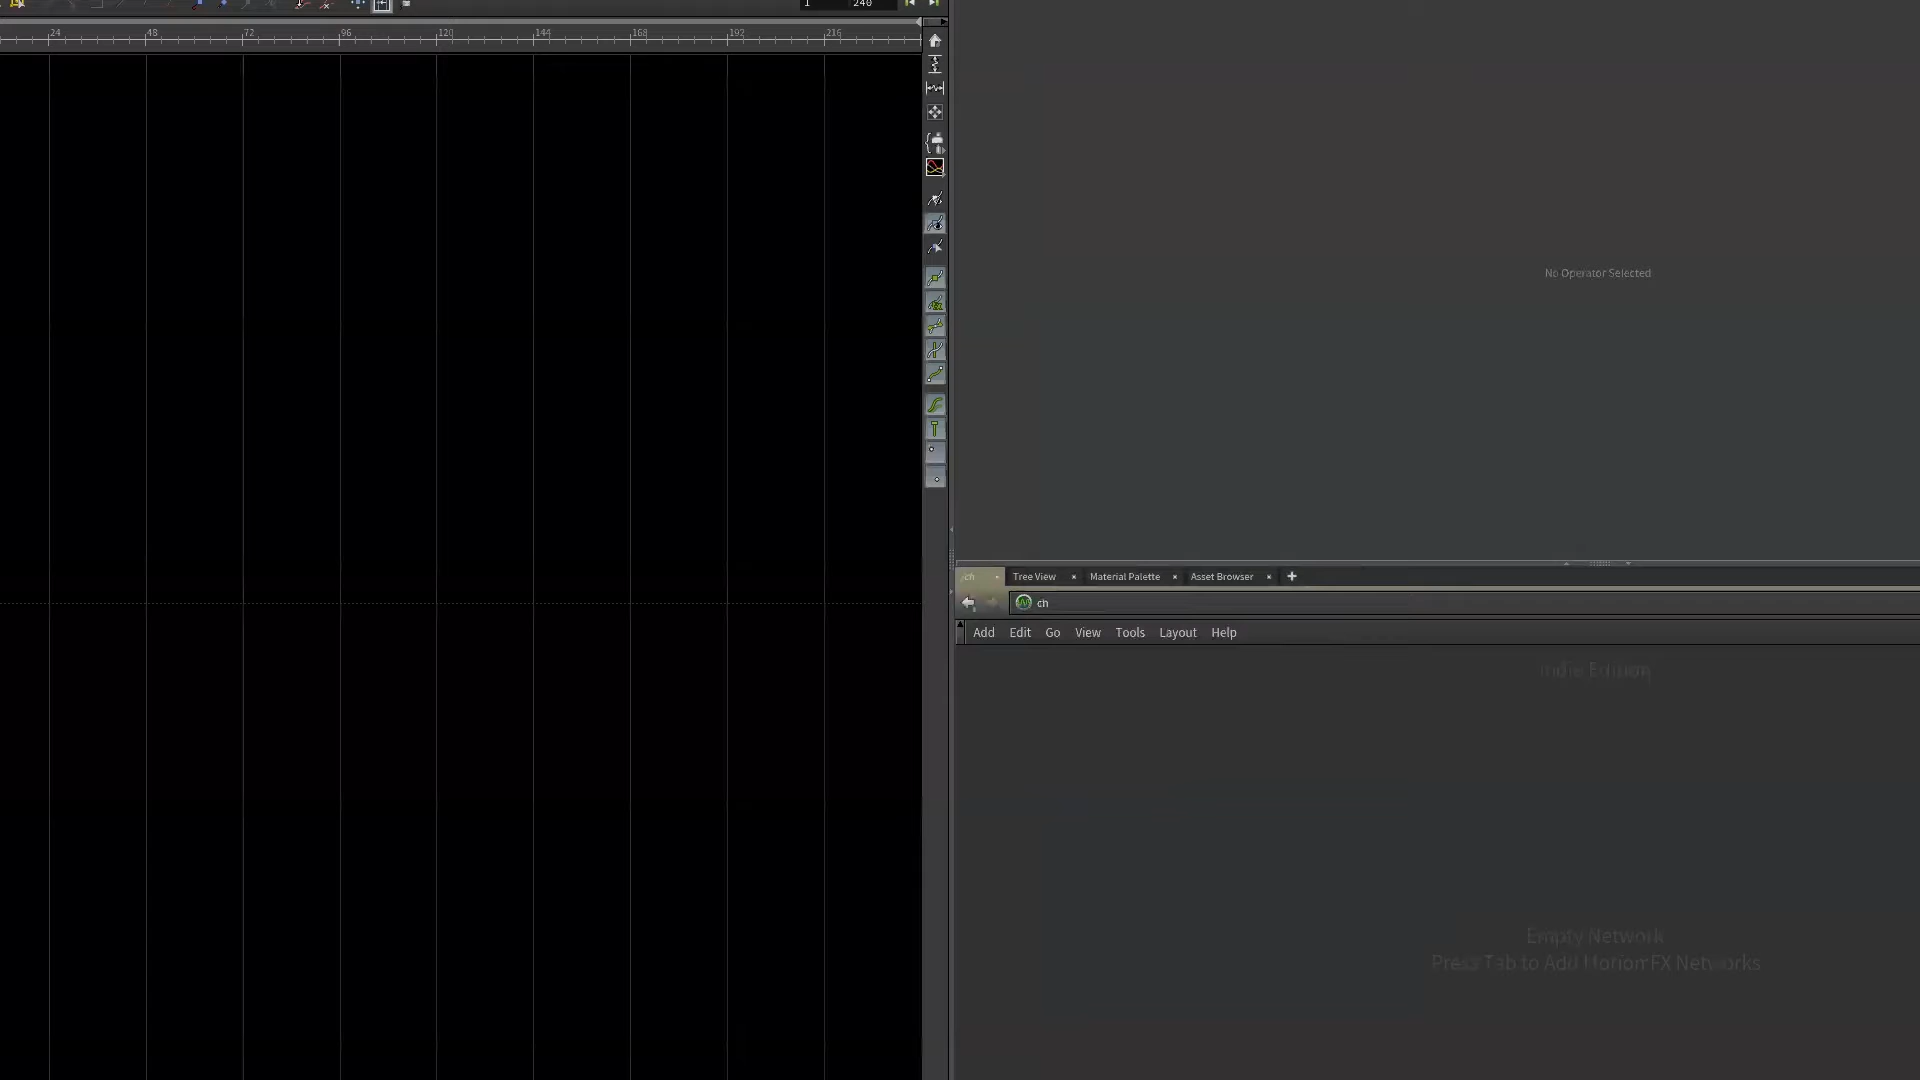 1 240
24 48 72 96 120 144 168 192 216
No Operator Selected
ch Tree View Material Palette Asset Browser
ch
Add Edit Go View Tools Layout Help
Indie Edition
Empty Network
Press Tab to Add Motion FX Networks